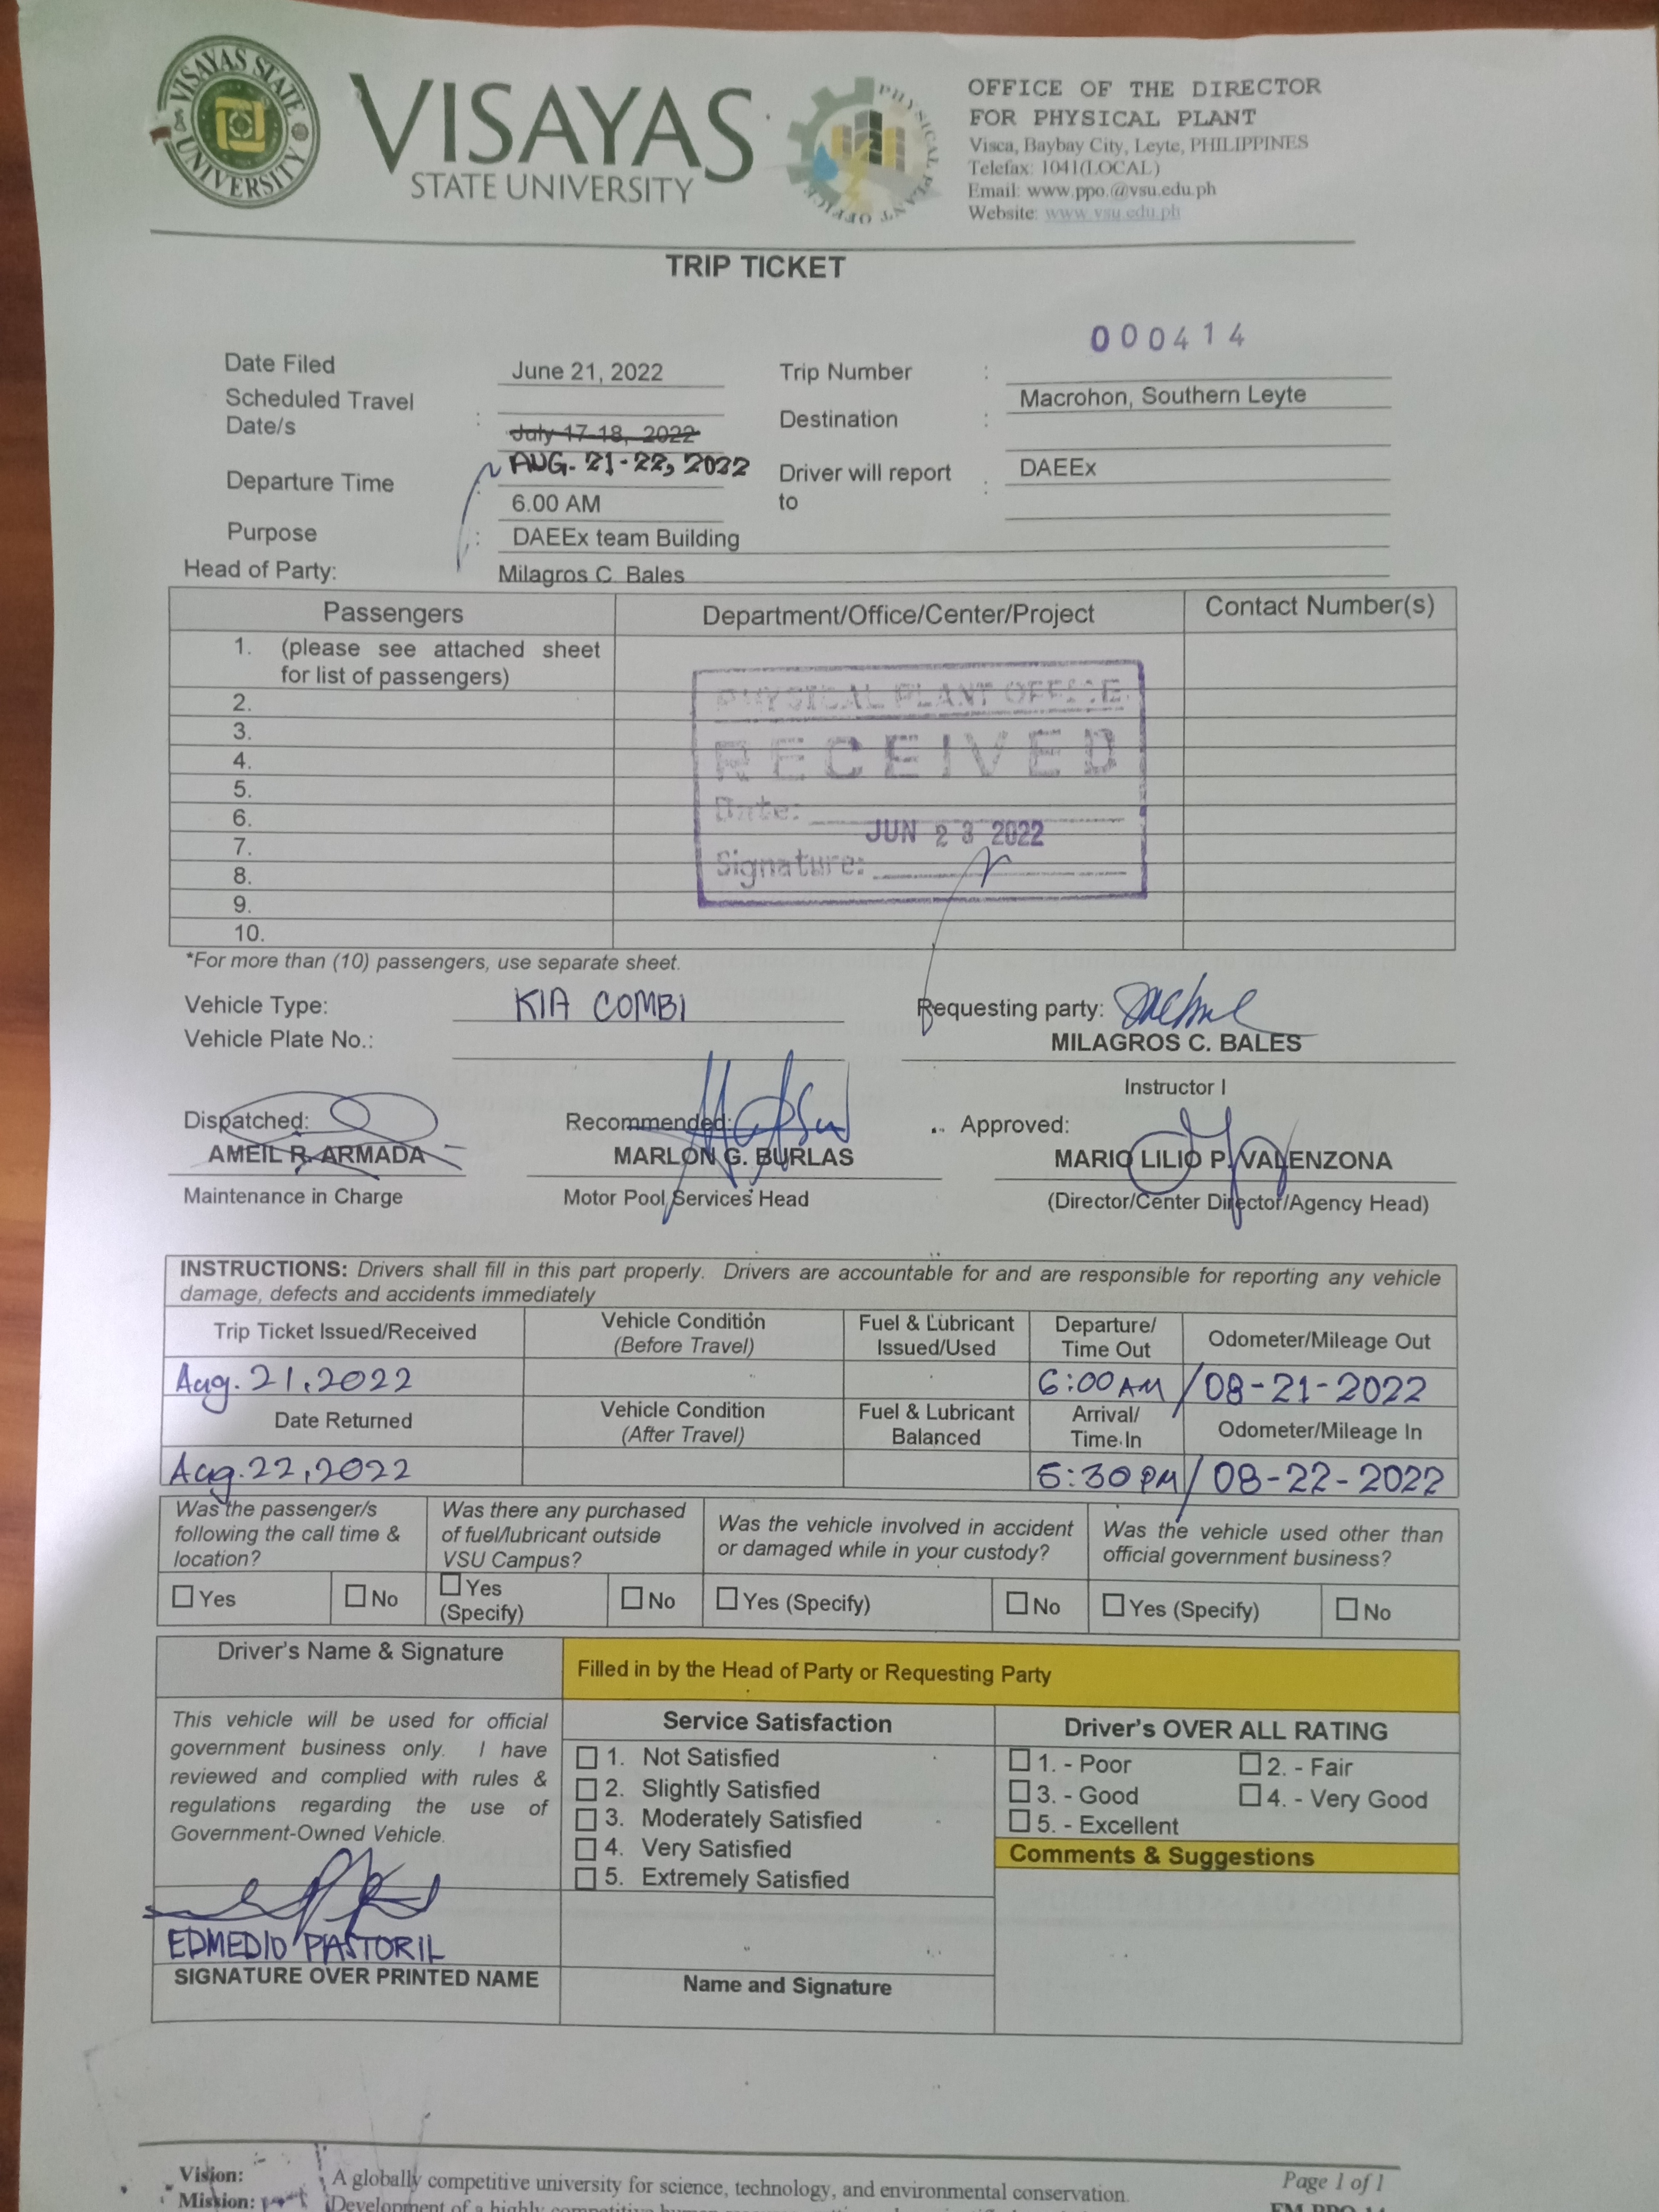 VISAYAS STATE UNIVERSITY
VISAYAS
STATE UNIVERSITY
PHYSICAL PLANT OFFICE
OFFICE OF THE DIRECTOR
FOR PHYSICAL PLANT
Visca, Baybay City, Leyte, PHILIPPINES
Telefax: 1041(LOCAL)
Email: www.ppo.@vsu.edu.ph
Website: www.vsu.edu.ph
TRIP TICKET
000414
Date Filed June 21, 2022 Trip Number :
Scheduled Travel Date/s : July 17-18, 2022 Destination : Macrohon, Southern Leyte
AUG. 21-22, 2022
Departure Time : 6.00 AM Driver will report to : DAEEx
Purpose : DAEEx team Building
Head of Party: Milagros C. Bales
Passengers Department/Office/Center/Project Contact Number(s)
1. (please see attached sheet
for list of passengers)
2.
3.
4.
5.
6.
7.
8.
9.
10.
PHYSICAL PLANT OFFICE
RECEIVED
Date: JUN 23 2022
Signature:
*For more than (10) passengers, use separate sheet.
Vehicle Type: KIA COMBI Requesting party:
Vehicle Plate No.: MILAGROS C. BALES
Instructor I
Dispatched: Recommended: Approved:
AMEIL R. ARMADA MARLON G. BURLAS MARIO LILIO P. VALENZONA
Maintenance in Charge Motor Pool Services Head (Director/Center Director/Agency Head)
INSTRUCTIONS: Drivers shall fill in this part properly. Drivers are accountable for and are responsible for reporting any vehicle
damage, defects and accidents immediately
Trip Ticket Issued/Received Vehicle Condition (Before Travel) Fuel & Lubricant Issued/Used Departure/ Time Out Odometer/Mileage Out
Aug. 21, 2022 6:00 AM / 08-21-2022
Date Returned Vehicle Condition (After Travel) Fuel & Lubricant Balanced Arrival/ Time In Odometer/Mileage In
Aug. 22, 2022 5:30 PM / 08-22-2022
Was the passenger/s following the call time & location? Was there any purchased of fuel/lubricant outside VSU Campus? Was the vehicle involved in accident or damaged while in your custody? Was the vehicle used other than official government business?
Yes No Yes (Specify) No Yes (Specify) No Yes (Specify) No
Driver's Name & Signature Filled in by the Head of Party or Requesting Party
This vehicle will be used for official
government business only. I have
reviewed and complied with rules &
regulations regarding the use of
Government-Owned Vehicle.
EDMEDIO PASTORIL
SIGNATURE OVER PRINTED NAME
Service Satisfaction
1. Not Satisfied
2. Slightly Satisfied
3. Moderately Satisfied
4. Very Satisfied
5. Extremely Satisfied
Name and Signature
Driver's OVER ALL RATING
1. - Poor 2. - Fair
3. - Good 4. - Very Good
5. - Excellent
Comments & Suggestions
Vision: A globally competitive university for science, technology, and environmental conservation.
Page 1 of 1
Mission: Development of a highly competitive human